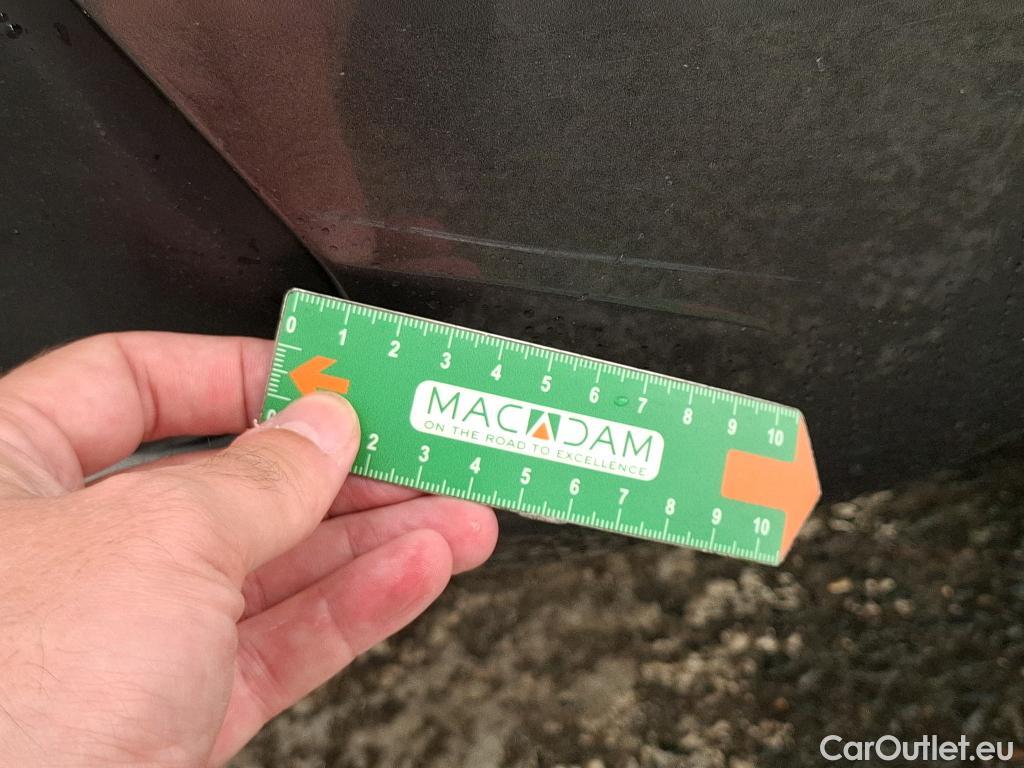 0 1 2 3 4 5 6 7 8 9 10
MACADAM
ON THE ROAD TO EXCELLENCE
0 2 3 4 5 6 7 8 9 10
CarOutlet.eu